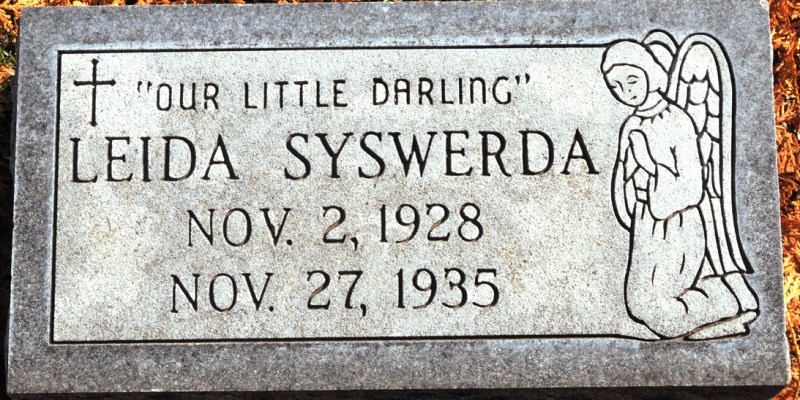 "OUR LITTLE DARLING"
LEIDA SYSWERDA
NOV. 2, 1928
NOV. 27, 1935